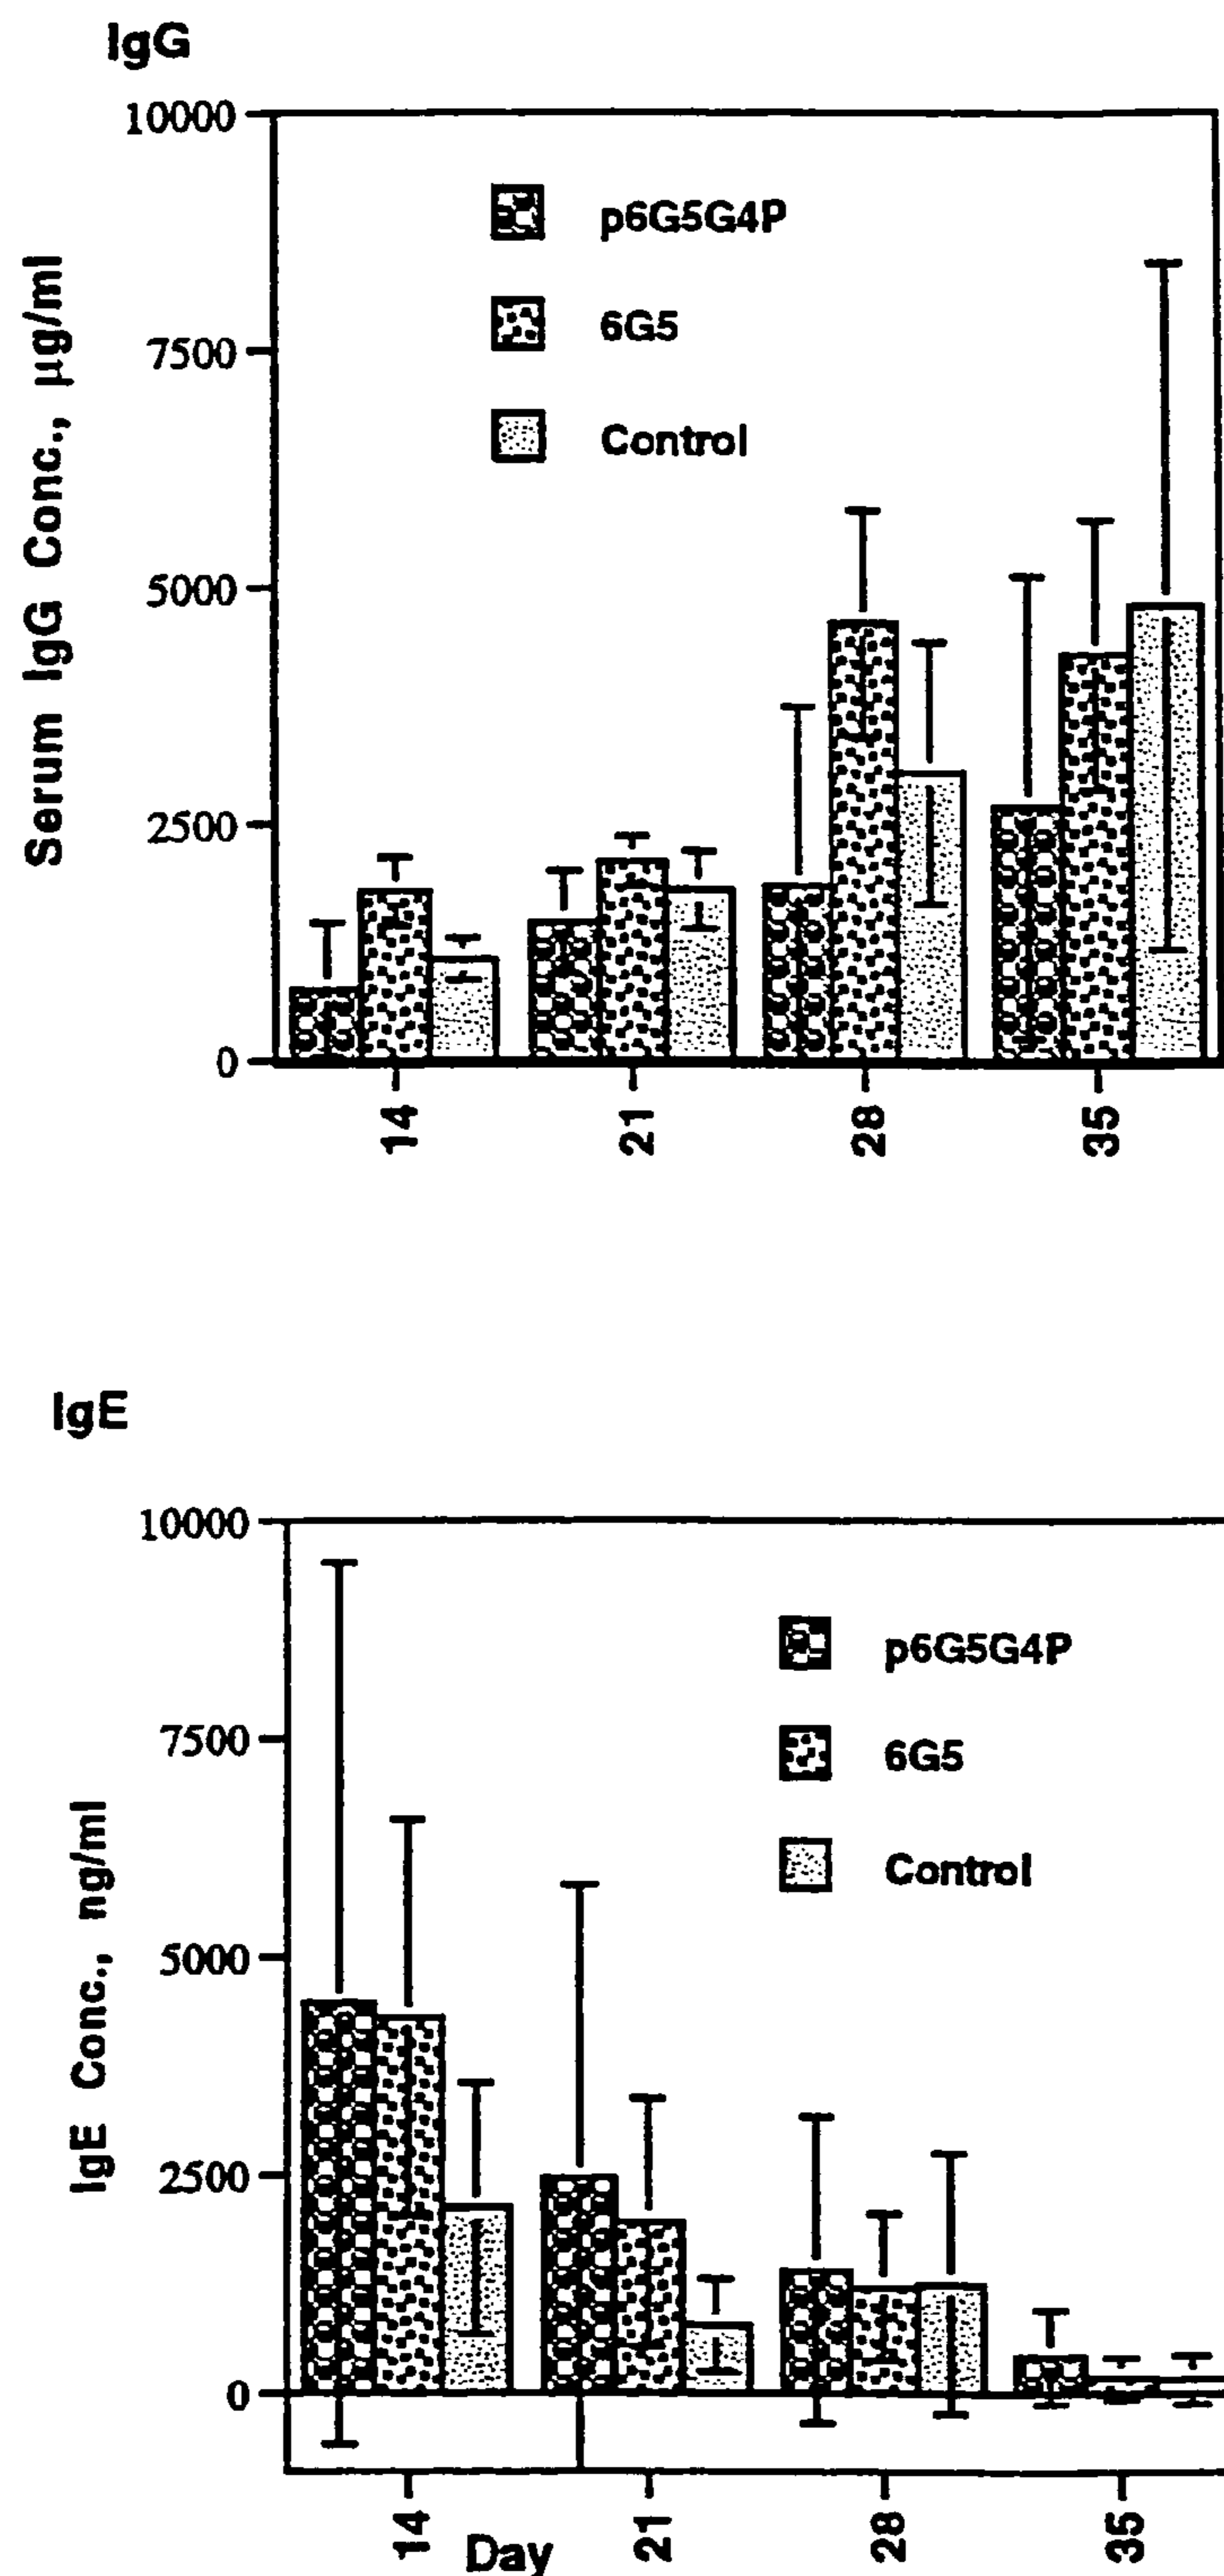 IgG
10000
7500
5000
2500
0
Serum IgG Conc., µg/ml
p6G5G4P
6G5
Control
14
21
28
35
IgE
10000
7500
5000
2500
0
IgE Conc., ng/ml
p6G5G4P
6G5
Control
14
21
28
35
Day